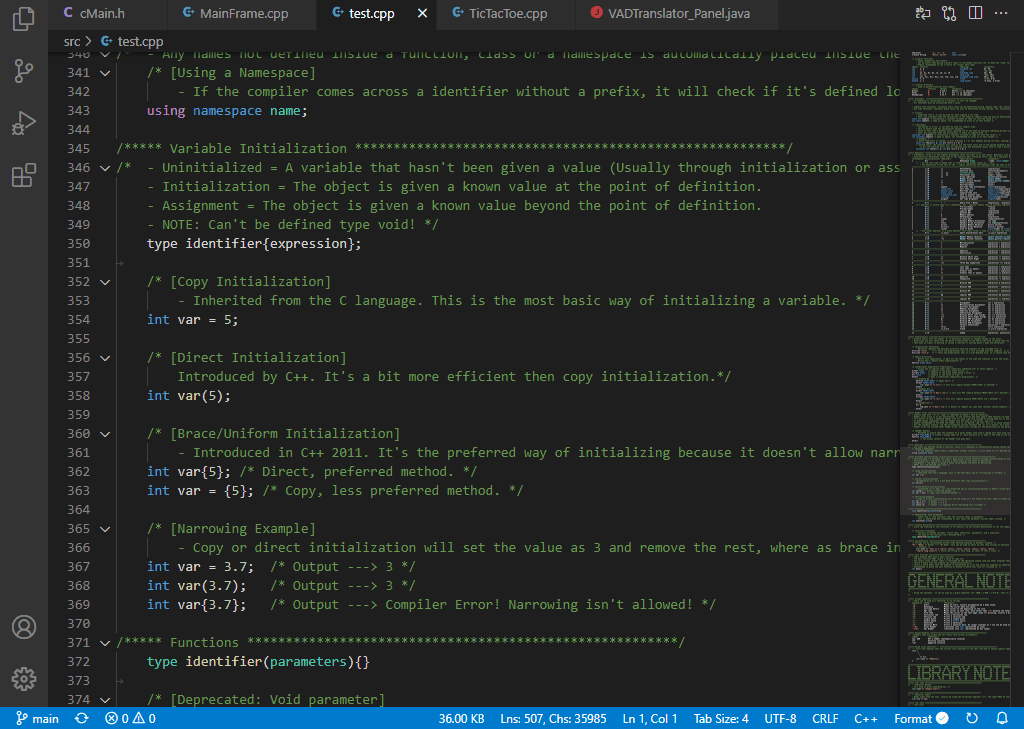 cMain.h MainFrame.cpp test.cpp TicTacToe.cpp VADTranslator_Panel.java
src > test.cpp
340 /* - Any names not defined inside a function, class or a namespace is automatically placed inside the
341 /* [Using a Namespace]
342 - If the compiler comes across a identifier without a prefix, it will check if it's defined lo
343 using namespace name;
344
345 /***** Variable Initialization *******************************************************/
346 /* - Uninitialized = A variable that hasn't been given a value (Usually through initialization or ass
347 - Initialization = The object is given a known value at the point of definition.
348 - Assignment = The object is given a known value beyond the point of definition.
349 - NOTE: Can't be defined type void! */
350 type identifier{expression};
351
352 /* [Copy Initialization]
353 - Inherited from the C language. This is the most basic way of initializing a variable. */
354 int var = 5;
355
356 /* [Direct Initialization]
357 Introduced by C++. It's a bit more efficient then copy initialization.*/
358 int var(5);
359
360 /* [Brace/Uniform Initialization]
361 - Introduced in C++ 2011. It's the preferred way of initializing because it doesn't allow narr
362 int var{5}; /* Direct, preferred method. */
363 int var = {5}; /* Copy, less preferred method. */
364
365 /* [Narrowing Example]
366 - Copy or direct initialization will set the value as 3 and remove the rest, where as brace in
367 int var = 3.7; /* Output ---> 3 */
368 int var(3.7); /* Output ---> 3 */
369 int var{3.7}; /* Output ---> Compiler Error! Narrowing isn't allowed! */
370
371 /***** Functions *******************************************************/
372 type identifier(parameters){}
373
374 /* [Deprecated: Void parameter]
GENERAL NOTE
LIBRARY NOTE
main 0 0 36.00 KB Lns: 507, Chs: 35985 Ln 1, Col 1 Tab Size: 4 UTF-8 CRLF C++ Format